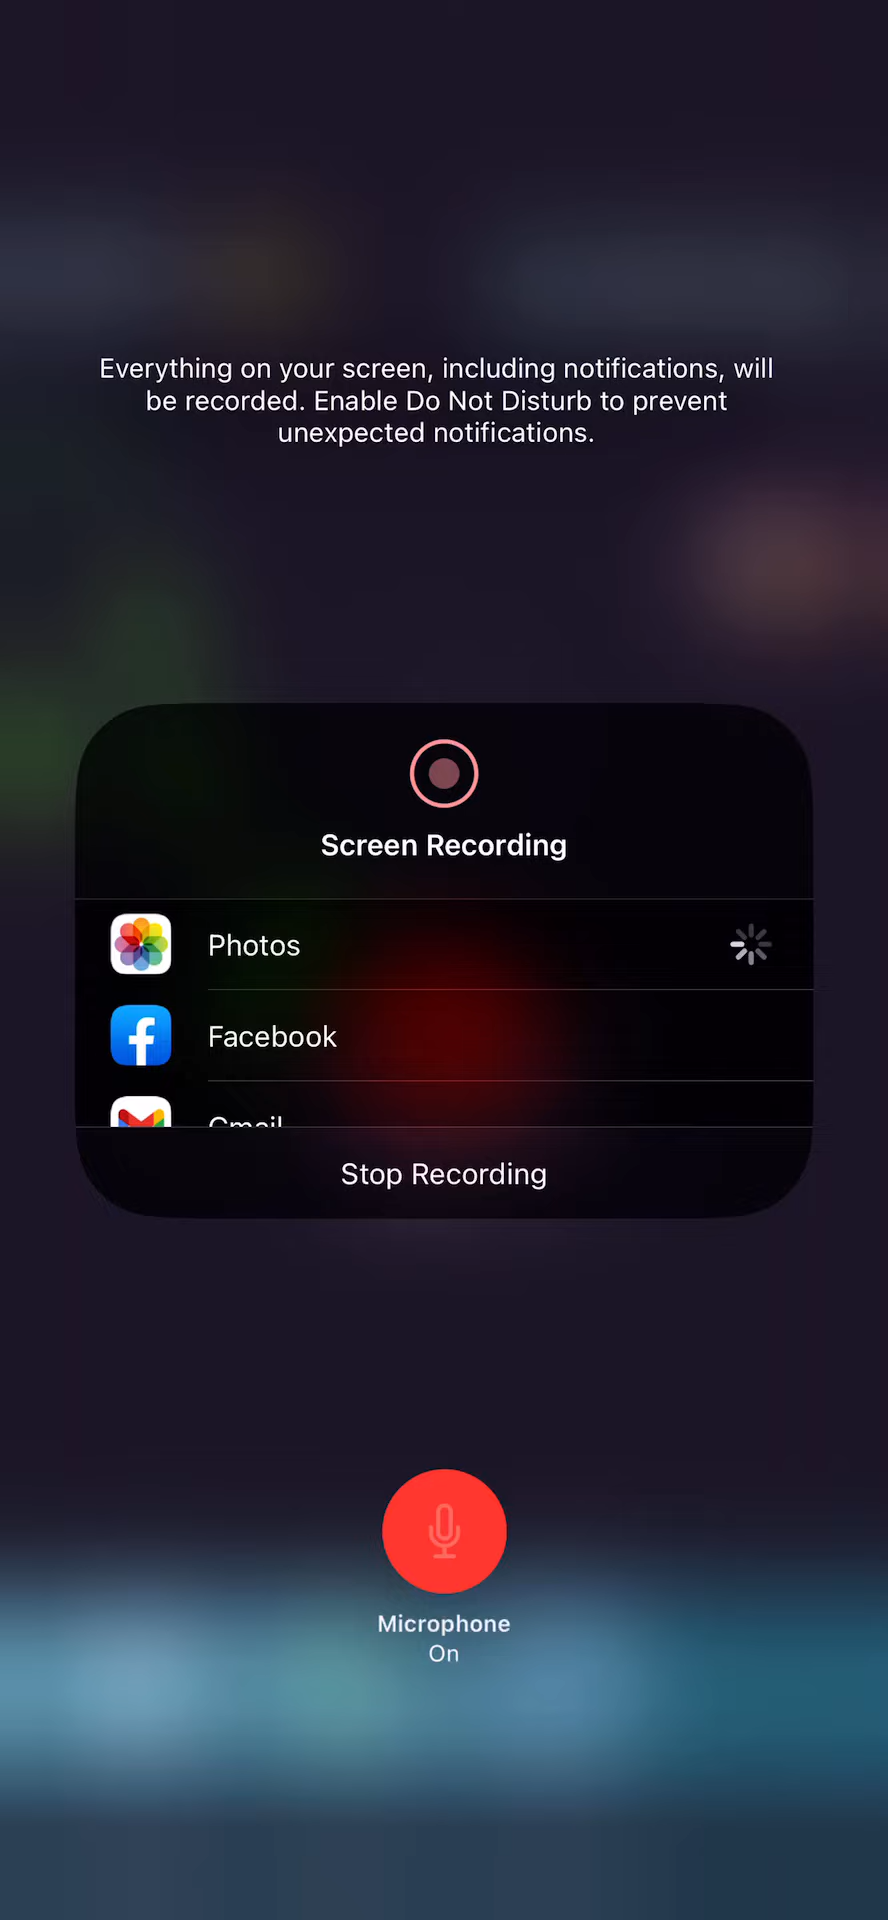 Everything on your screen, including notifications, will
be recorded. Enable Do Not Disturb to prevent
unexpected notifications.
Screen Recording
Photos
Facebook
Gmail
Stop Recording
Microphone
On